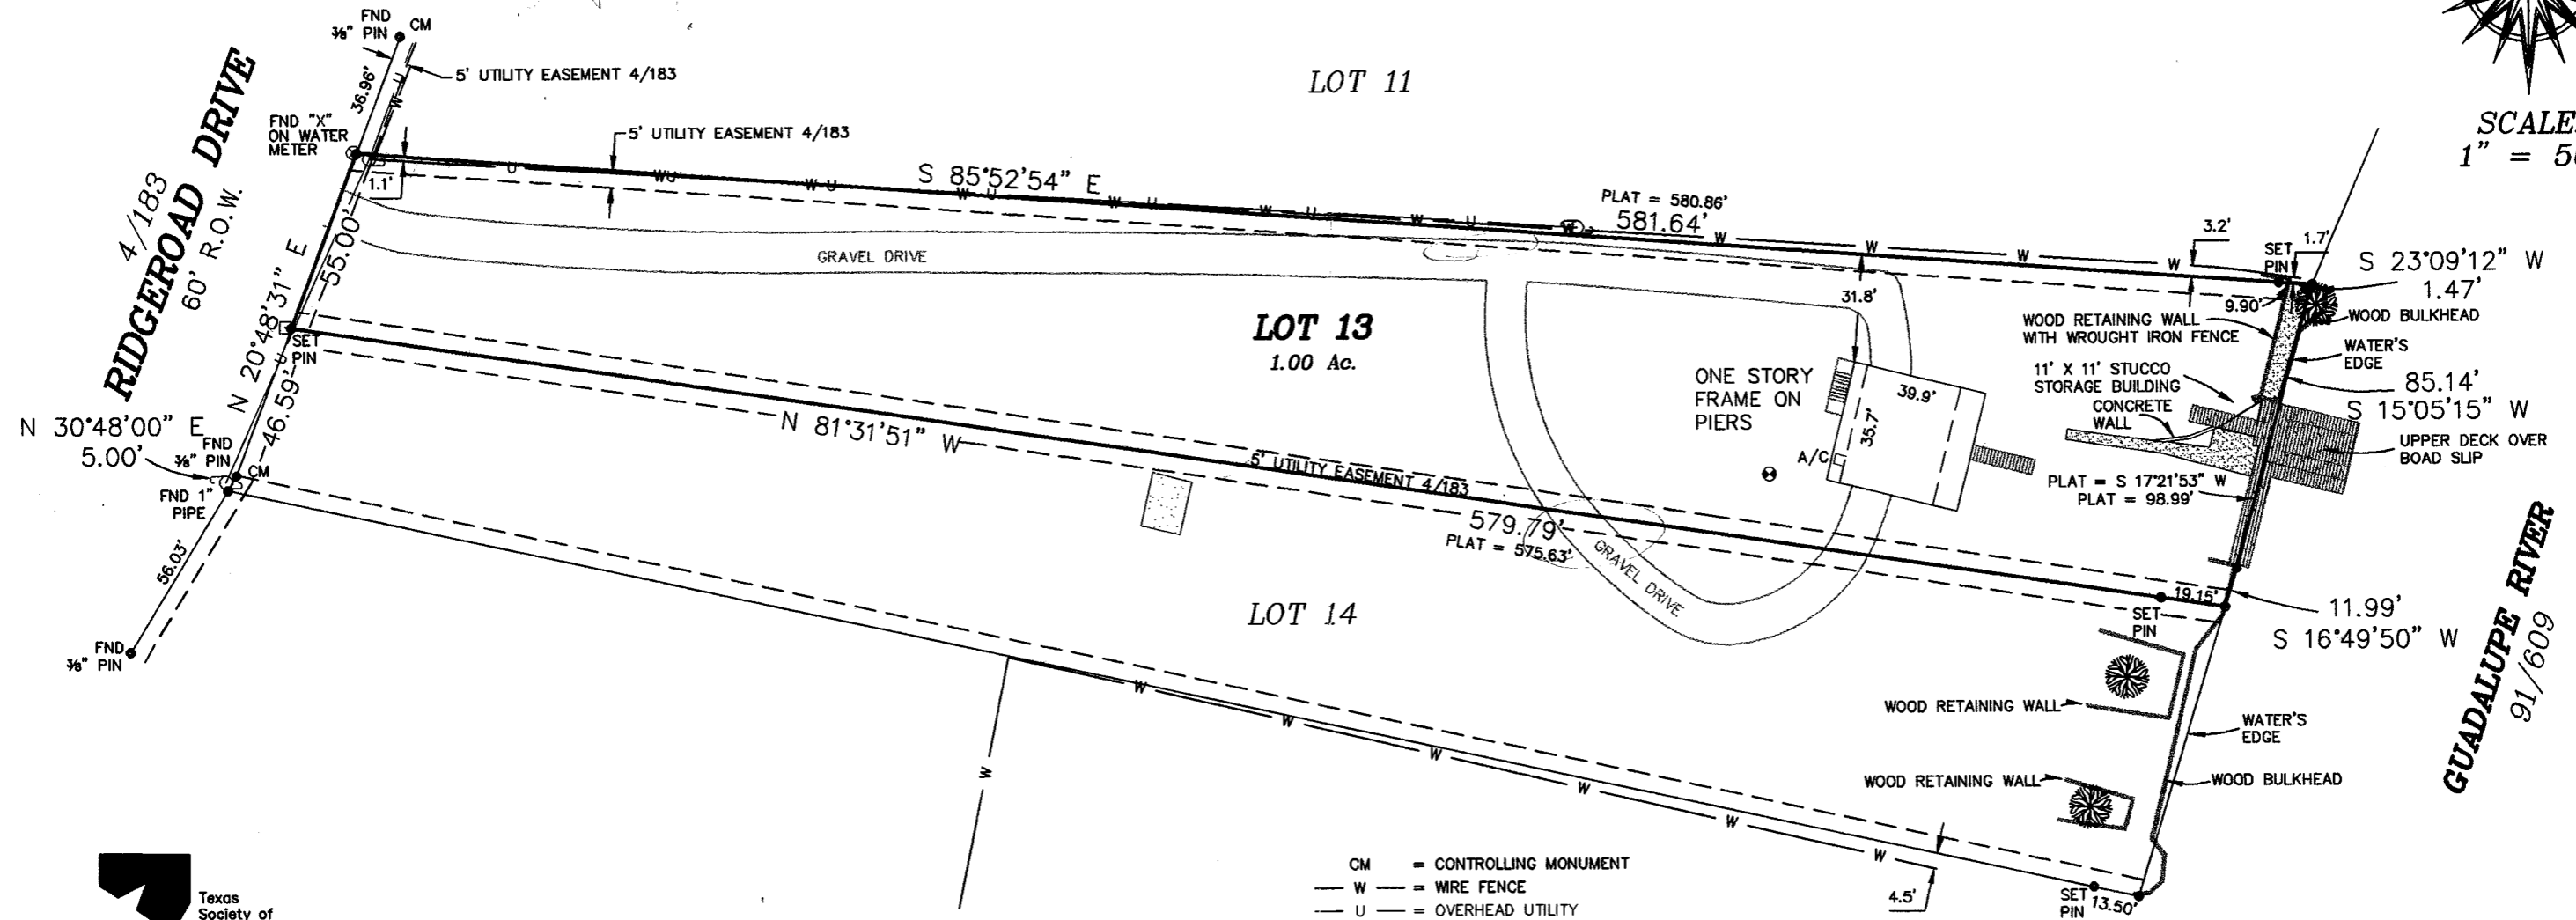 FND
3/8" PIN
CM
36.96'
5' UTILITY EASEMENT 4/183
U
W
FND "X"
ON WATER
METER
5' UTILITY EASEMENT 4/183
1.1'
LOT 11
SCALE
4/183
RIDGEROAD DRIVE
60' R.O.W.
N 20°48'31" E
55.00'
S 85°52'54" E
U WU W U W U W U W U W U W
PLAT = 580.86'
581.64'
W W W W
3.2'
SET
PIN
1.7'
S 23°09'12" W
1.47'
9.90'
GRAVEL DRIVE
31.8'
LOT 13
1.00 Ac.
WOOD RETAINING WALL
WITH WROUGHT IRON FENCE
WOOD BULKHEAD
WATER'S
EDGE
11' X 11' STUCCO
STORAGE BUILDING
CONCRETE
WALL
85.14'
S 15°05'15" W
UPPER DECK OVER
BOAD SLIP
PLAT = S 17°21'53" W
PLAT = 98.99'
ONE STORY
FRAME ON
PIERS
39.9'
35.7'
A/C
SET
PIN
U
46.59'
N 30°48'00" E
5.00'
FND
3/8" PIN
CM
FND 1"
PIPE
56.03'
FND
3/8" PIN
N 81°31'51" W
5' UTILITY EASEMENT 4/183
579.79'
PLAT = 575.63'
GRAVEL DRIVE
19.15'
SET
PIN
11.99'
S 16°49'50" W
GUADALUPE RIVER
91/609
LOT 14
WOOD RETAINING WALL
WATER'S
EDGE
WOOD RETAINING WALL
WOOD BULKHEAD
W
W W W W W W
4.5'
SET
PIN
13.50'
CM = CONTROLLING MONUMENT
W = WIRE FENCE
U = OVERHEAD UTILITY
Texas
Society of